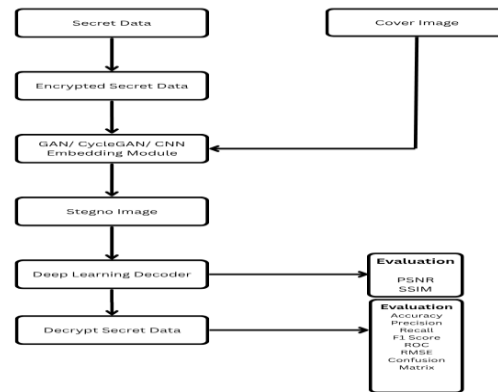 Secret Data
Cover Image
Encrypted Secret Data
GAN/ CycleGAN/ CNN
Embedding Module
Stegno Image
Deep Learning Decoder
Evaluation
PSNR
SSIM
Decrypt Secret Data
Evaluation
Accuracy
Precision
Recall
F1 Score
ROC
RMSE
Confusion
Matrix